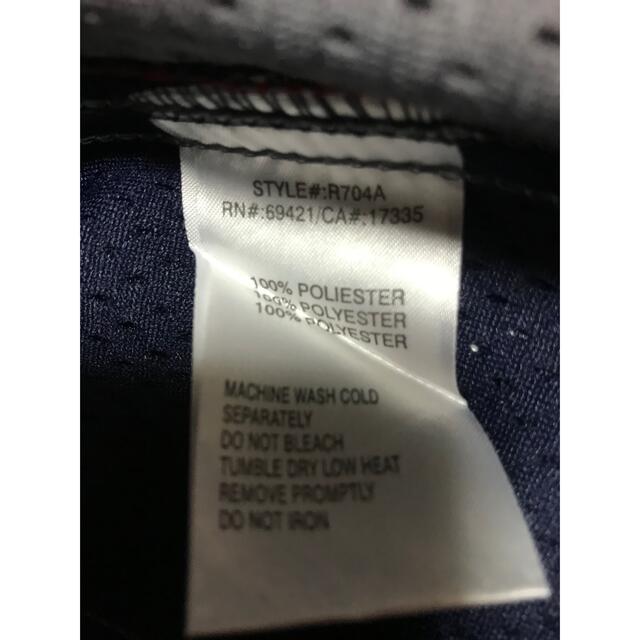 STYLE#:R704A
RN#:69421/CA#:17335
100% POLIESTER
100% POLYESTER
100% POLYESTER
MACHINE WASH COLD
SEPARATELY
DO NOT BLEACH
TUMBLE DRY LOW HEAT
REMOVE PROMPTLY
DO NOT IRON